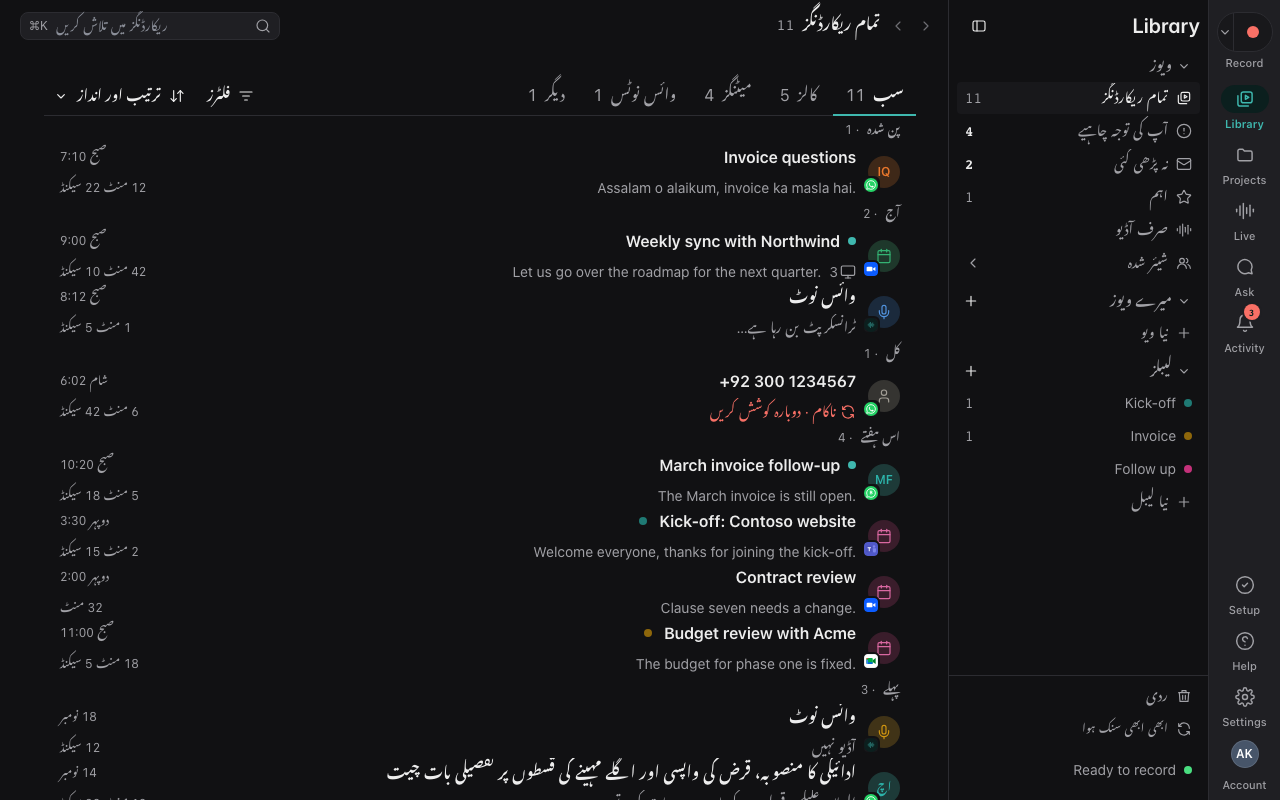 Record
Library
Projects
Live
Ask
3
Activity
Setup
Help
Settings
AK
Account
Library
ویوز
تمام ریکارڈنگز 11
آپ کی توجہ چاہیے 4
نہ پڑھی گئی 2
اہم 1
صرف آڈیو
شیئر شدہ
میرے ویوز
نیا ویو
لیبلز
Kick-off 1
Invoice 1
Follow up
نیا لیبل
ردی
ابھی ابھی سنک ہوا
Ready to record
تمام ریکارڈنگز 11
ریکارڈنگز میں تلاش کریں ⌘K
سب 11 کالز 5 میٹنگز 4 وائس نوٹس 1 دیگر 1
فلٹرز ترتیب اور انداز
پن شدہ · 1
IQ
Invoice questions صبح 7:10
Assalam o alaikum, invoice ka masla hai. 12 منٹ 22 سیکنڈ
آج · 2
Weekly sync with Northwind صبح 9:00
3 Let us go over the roadmap for the next quarter. 42 منٹ 10 سیکنڈ
وائس نوٹ صبح 8:12
ٹرانسکرپٹ بن رہا ہے... 1 منٹ 5 سیکنڈ
کل · 1
+92 300 1234567 شام 6:02
ناکام · دوبارہ کوشش کریں 6 منٹ 42 سیکنڈ
اس ہفتے · 4
MF
March invoice follow-up صبح 10:20
The March invoice is still open. 5 منٹ 18 سیکنڈ
Kick-off: Contoso website دوپہر 3:30
Welcome everyone, thanks for joining the kick-off. 2 منٹ 15 سیکنڈ
Contract review دوپہر 2:00
Clause seven needs a change. 32 منٹ
Budget review with Acme صبح 11:00
The budget for phase one is fixed. 18 منٹ 5 سیکنڈ
پہلے · 3
وائس نوٹ 18 نومبر
آڈیو نہیں 12 سیکنڈ
اچ
ادائیگی کا منصوبہ، قرض کی واپسی اور اگلے مہینے کی قسطوں پر تفصیلی بات چیت 14 نومبر